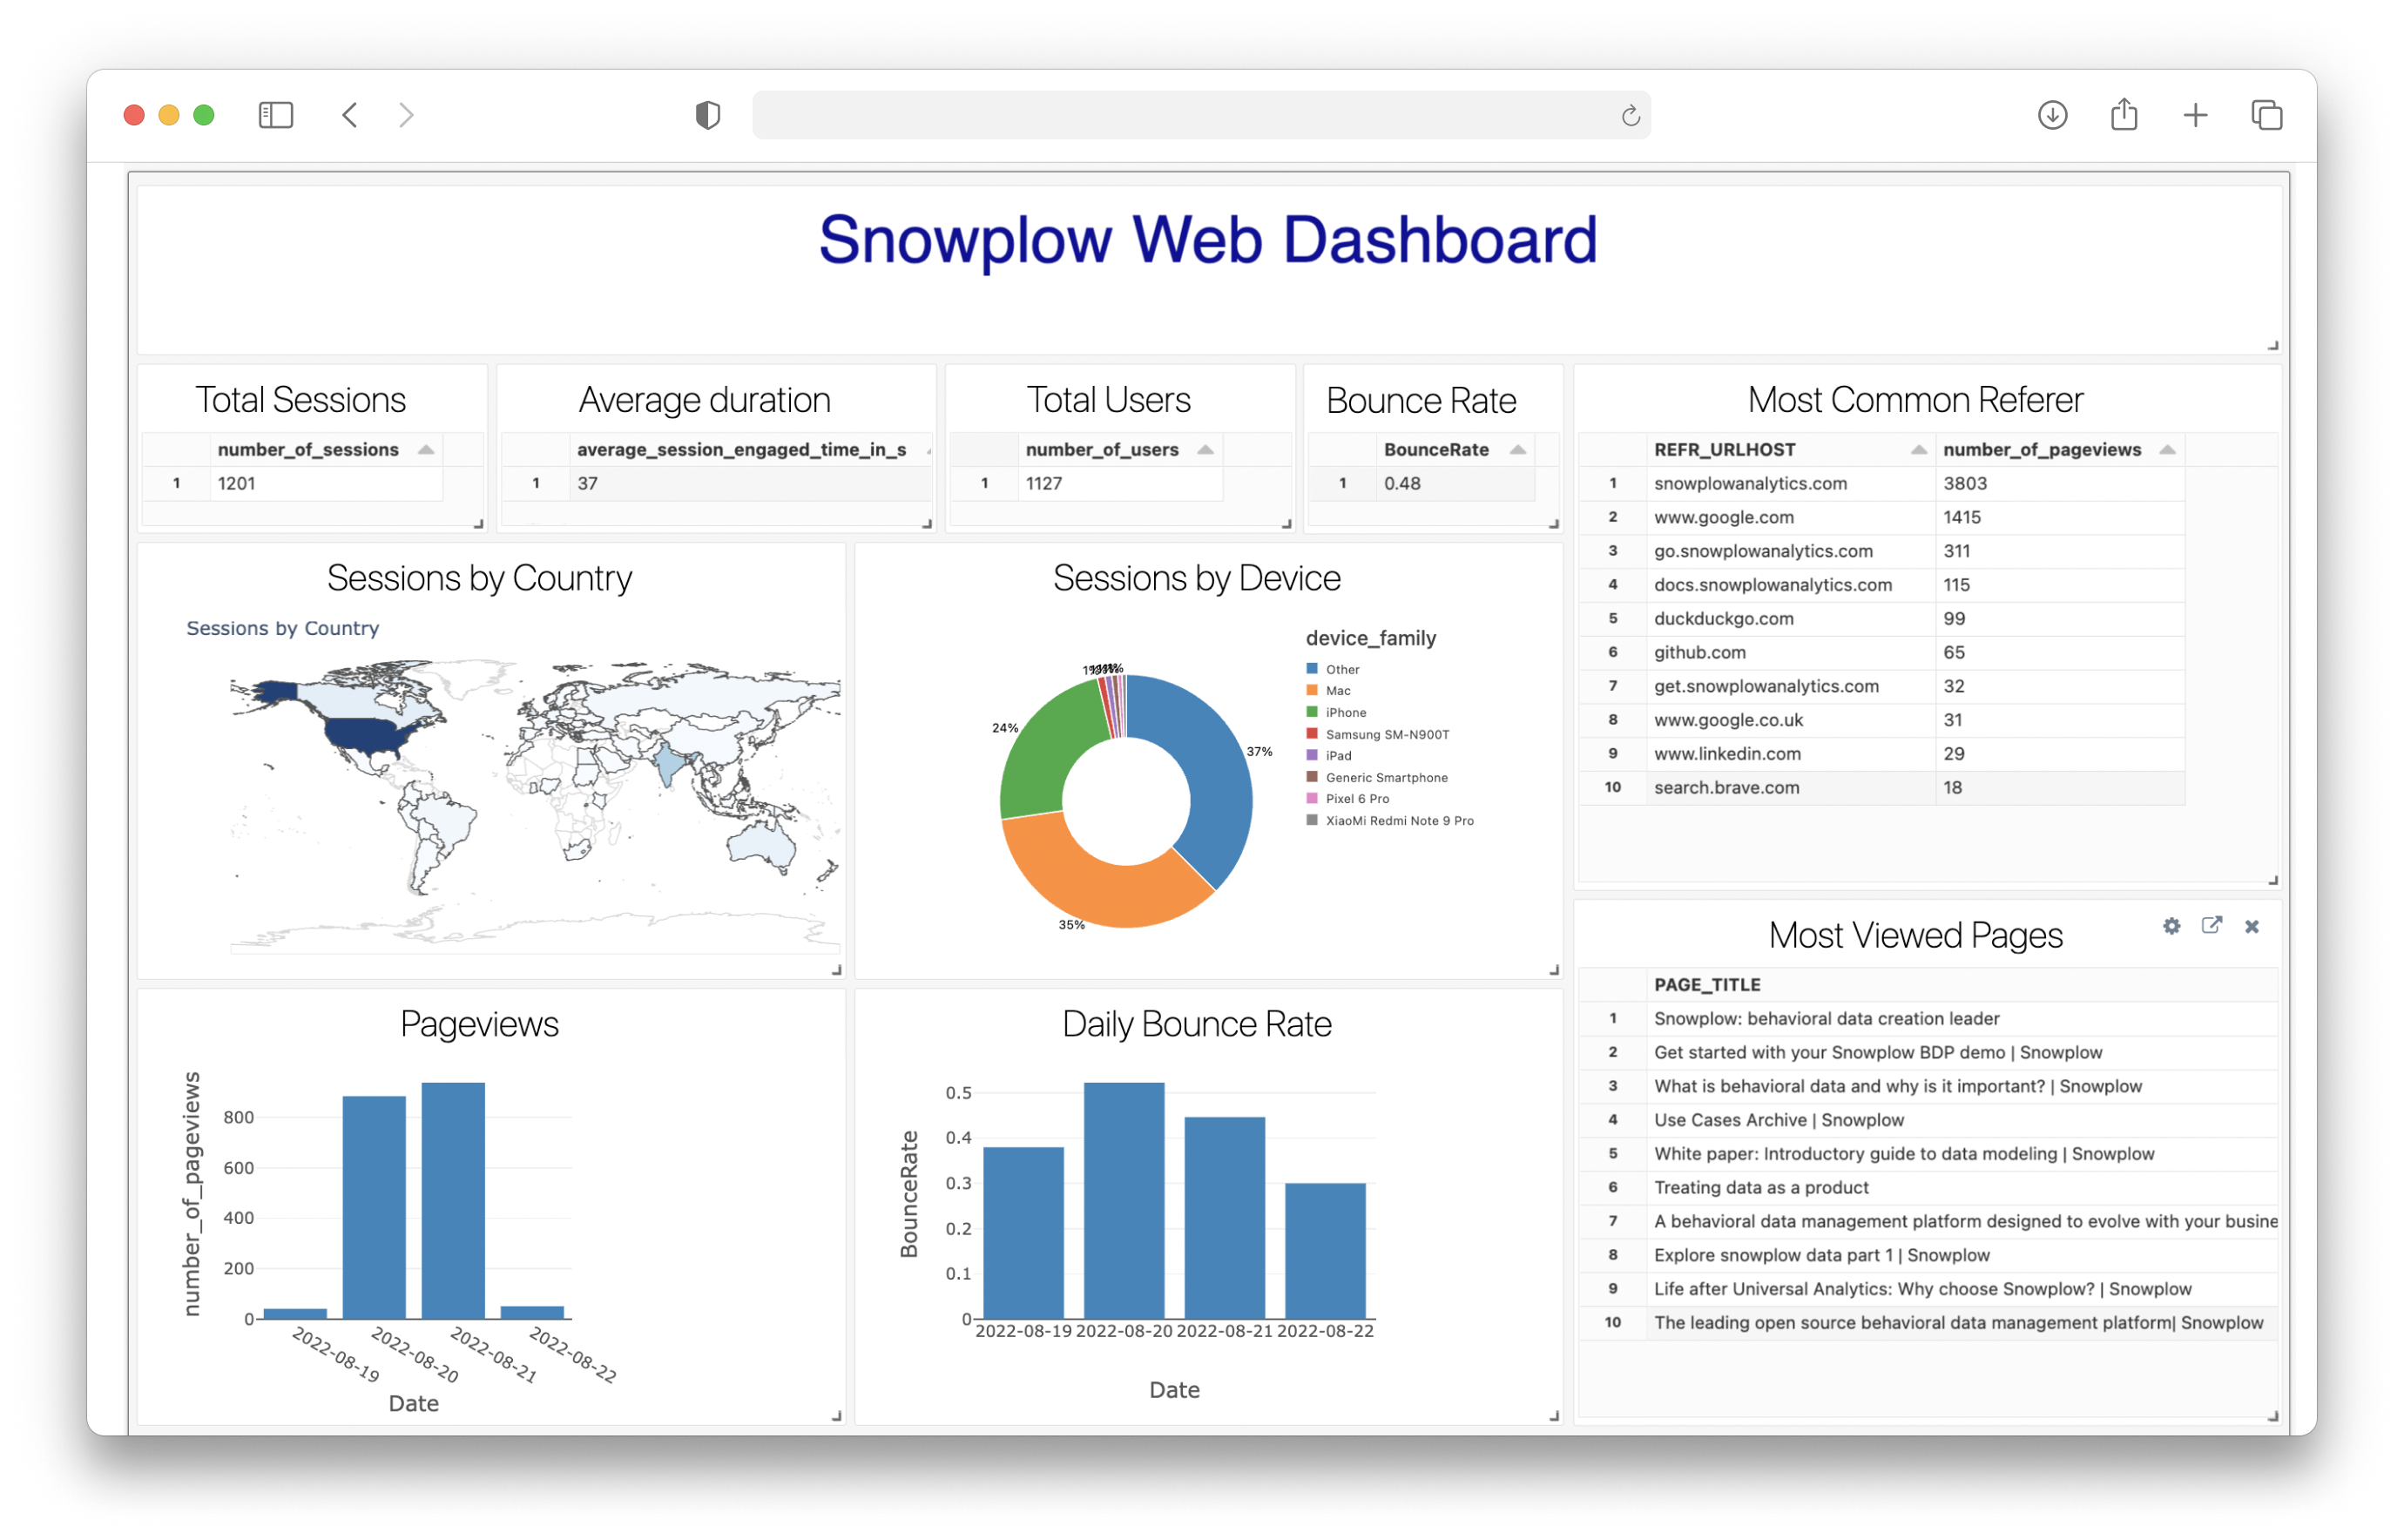 Snowplow Web Dashboard
Total Sessions
number_of_sessions
1 1201
Average duration
average_session_engaged_time_in_s
1 37
Total Users
number_of_users
1 1127
Bounce Rate
BounceRate
1 0.48
Most Common Referer
REFR_URLHOST number_of_pageviews
1 snowplowanalytics.com 3803
2 www.google.com 1415
3 go.snowplowanalytics.com 311
4 docs.snowplowanalytics.com 115
5 duckduckgo.com 99
6 github.com 65
7 get.snowplowanalytics.com 32
8 www.google.co.uk 31
9 www.linkedin.com 29
10 search.brave.com 18
Sessions by Country
Sessions by Country
Sessions by Device
device_family
Other
Mac
iPhone
Samsung SM-N900T
iPad
Generic Smartphone
Pixel 6 Pro
XiaoMi Redmi Note 9 Pro
24%
37%
35%
Most Viewed Pages
PAGE_TITLE
1 Snowplow: behavioral data creation leader
2 Get started with your Snowplow BDP demo | Snowplow
3 What is behavioral data and why is it important? | Snowplow
4 Use Cases Archive | Snowplow
5 White paper: Introductory guide to data modeling | Snowplow
6 Treating data as a product
7 A behavioral data management platform designed to evolve with your busine
8 Explore snowplow data part 1 | Snowplow
9 Life after Universal Analytics: Why choose Snowplow? | Snowplow
10 The leading open source behavioral data management platform| Snowplow
Pageviews
number_of_pageviews
800
600
400
200
0
2022-08-19 2022-08-20 2022-08-21 2022-08-22
Date
Daily Bounce Rate
BounceRate
0.5
0.4
0.3
0.2
0.1
0
2022-08-19 2022-08-20 2022-08-21 2022-08-22
Date